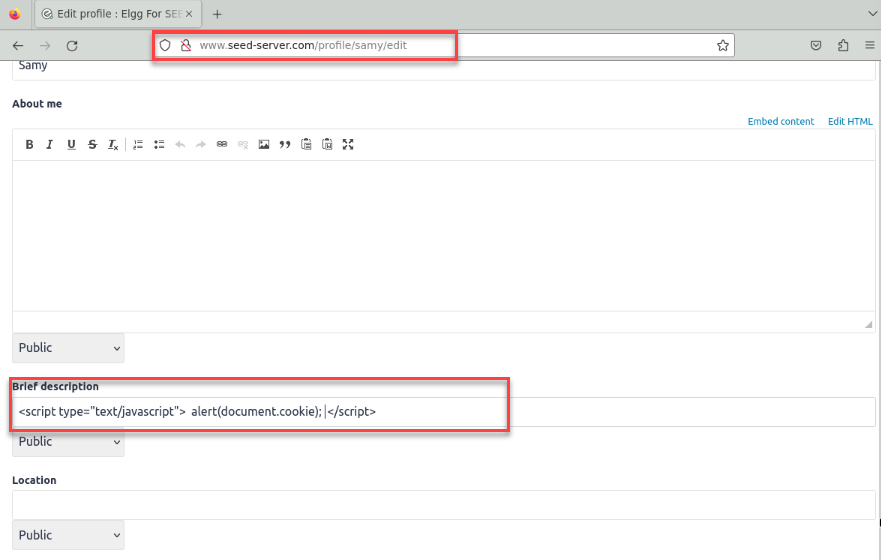 Edit profile : Elgg For SEE
www.seed-server.com/profile/samy/edit
Samy
About me
Embed content Edit HTML
B I U S Tx
Public
Brief description
<script type="text/javascript"> alert(document.cookie); </script>
Public
Location
Public